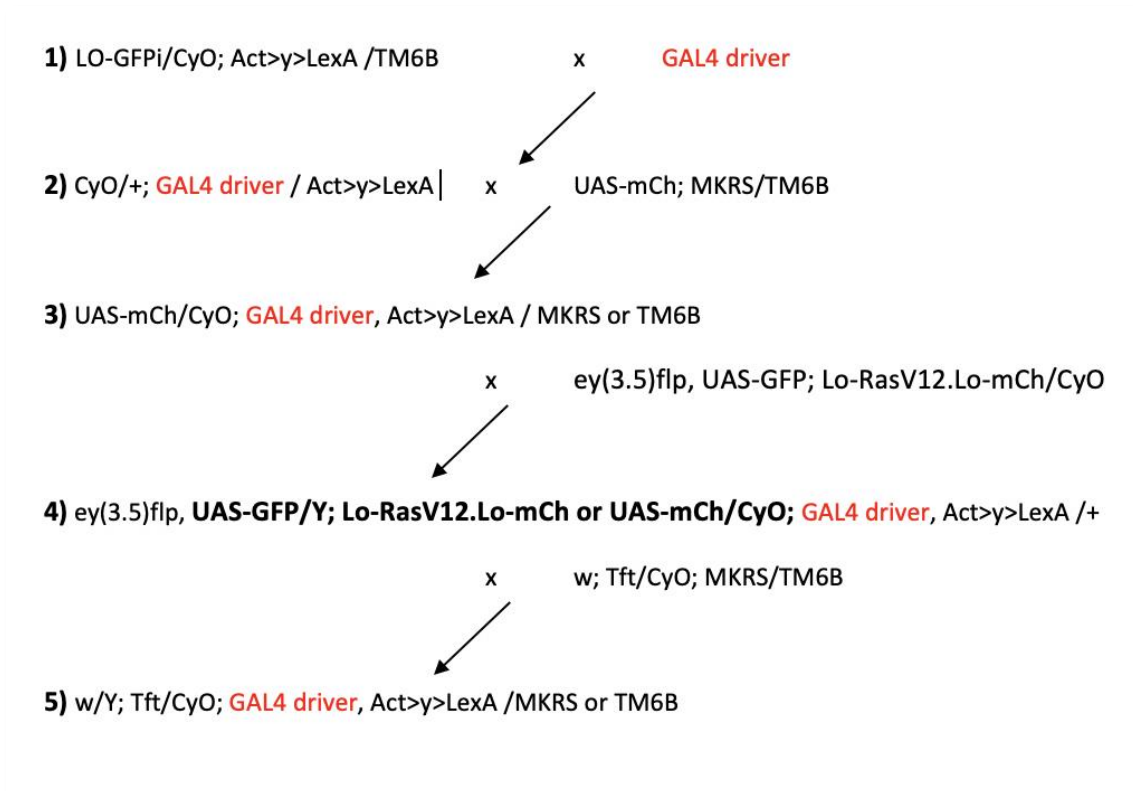 1) LO-GFPi/CyO; Act>y>LexA /TM6B x GAL4 driver
2) CyO/+; GAL4 driver / Act>y>LexA| x UAS-mCh; MKRS/TM6B
3) UAS-mCh/CyO; GAL4 driver, Act>y>LexA / MKRS or TM6B
x ey(3.5)flp, UAS-GFP; Lo-RasV12.Lo-mCh/CyO
4) ey(3.5)flp, UAS-GFP/Y; Lo-RasV12.Lo-mCh or UAS-mCh/CyO; GAL4 driver, Act>y>LexA /+
x w; Tft/CyO; MKRS/TM6B
5) w/Y; Tft/CyO; GAL4 driver, Act>y>LexA /MKRS or TM6B